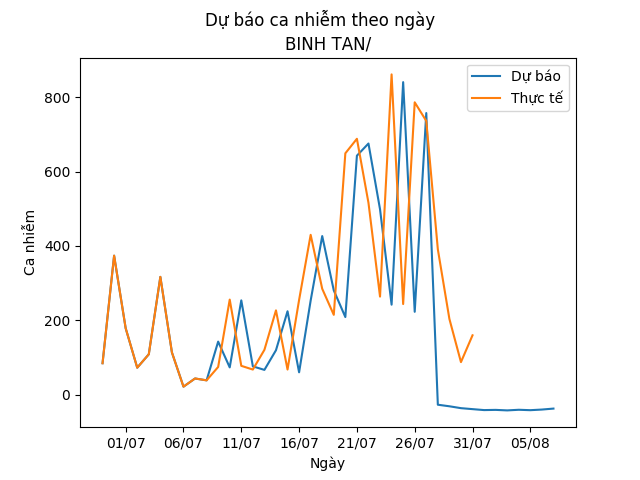 Dự báo ca nhiễm theo ngày
BINH TAN/
Dự báo
Thực tế
Ca nhiễm
800
600
400
200
0
01/07 06/07 11/07 16/07 21/07 26/07 31/07 05/08
Ngày